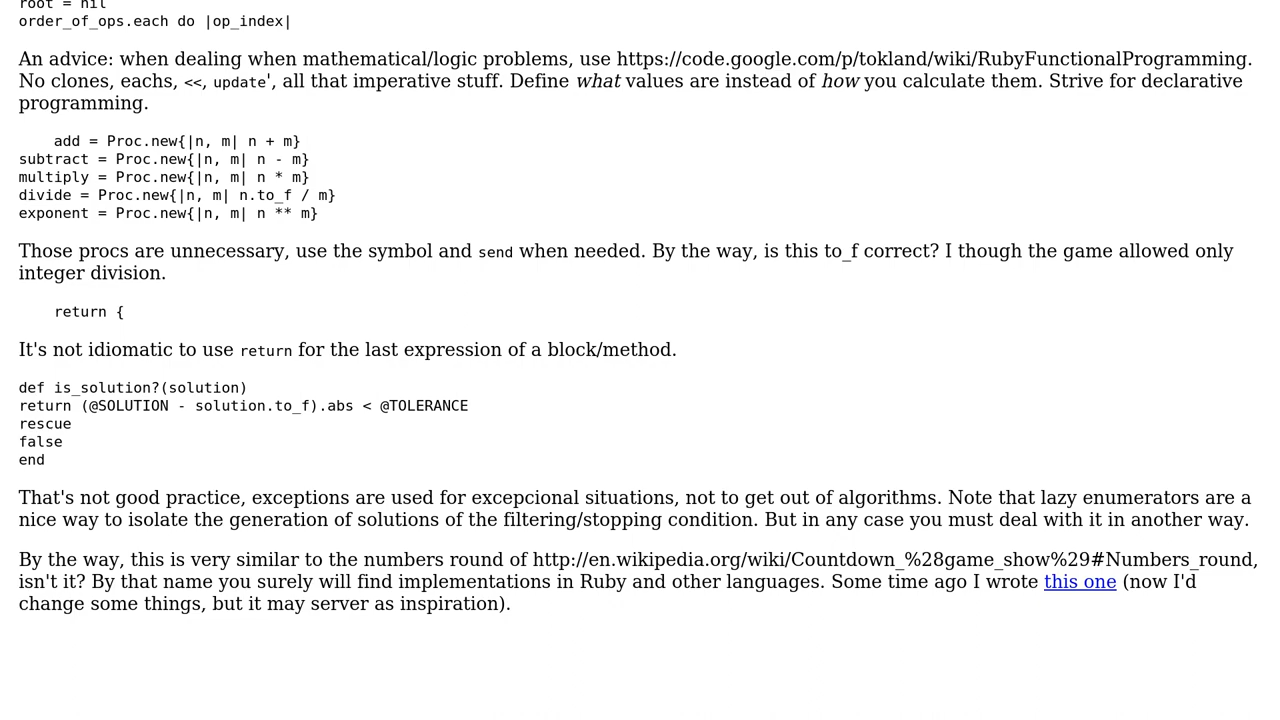 root = nil
order_of_ops.each do |op_index|
An advice: when dealing when mathematical/logic problems, use https://code.google.com/p/tokland/wiki/RubyFunctionalProgramming.
No clones, eachs, <<, update', all that imperative stuff. Define what values are instead of how you calculate them. Strive for declarative
programming.
add = Proc.new{|n, m| n + m}
subtract = Proc.new{|n, m| n - m}
multiply = Proc.new{|n, m| n * m}
divide = Proc.new{|n, m| n.to_f / m}
exponent = Proc.new{|n, m| n ** m}
Those procs are unnecessary, use the symbol and send when needed. By the way, is this to_f correct? I though the game allowed only
integer division.
return {
It's not idiomatic to use return for the last expression of a block/method.
def is_solution?(solution)
return (@SOLUTION - solution.to_f).abs < @TOLERANCE
rescue
false
end
That's not good practice, exceptions are used for excepcional situations, not to get out of algorithms. Note that lazy enumerators are a
nice way to isolate the generation of solutions of the filtering/stopping condition. But in any case you must deal with it in another way.
By the way, this is very similar to the numbers round of http://en.wikipedia.org/wiki/Countdown_%28game_show%29#Numbers_round,
isn't it? By that name you surely will find implementations in Ruby and other languages. Some time ago I wrote this one (now I'd
change some things, but it may server as inspiration).